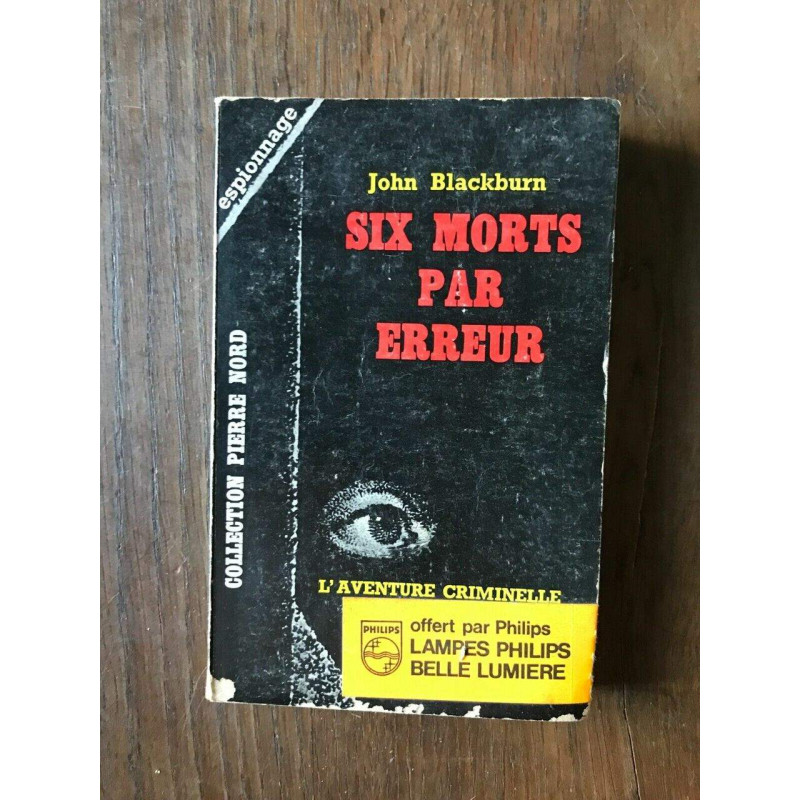 espionnage
John Blackburn
SIX MORTS
PAR
ERREUR
COLLECTION PIERRE NORD
L'AVENTURE CRIMINELLE
PHILIPS
offert par Philips
LAMPES PHILIPS
BELLE LUMIERE